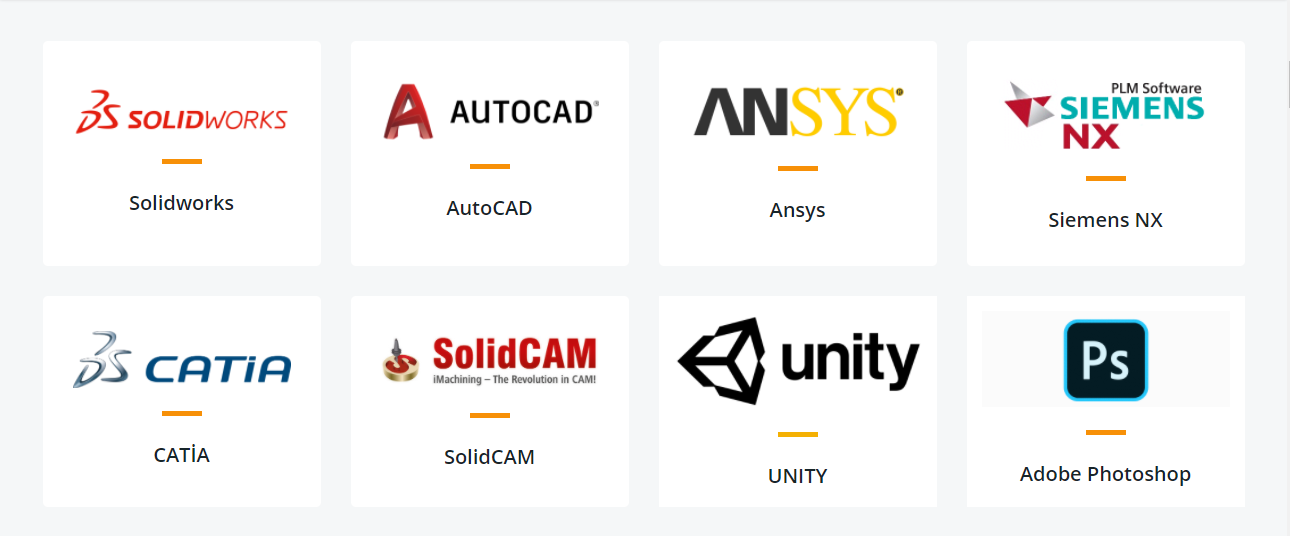 SOLIDWORKS
Solidworks
AUTOCAD®
AutoCAD
ANSYS®
Ansys
PLM Software
SIEMENS
NX
Siemens NX
CATIA
CATİA
SolidCAM
iMachining – The Revolution in CAM!
SolidCAM
unity
UNITY
Ps
Adobe Photoshop